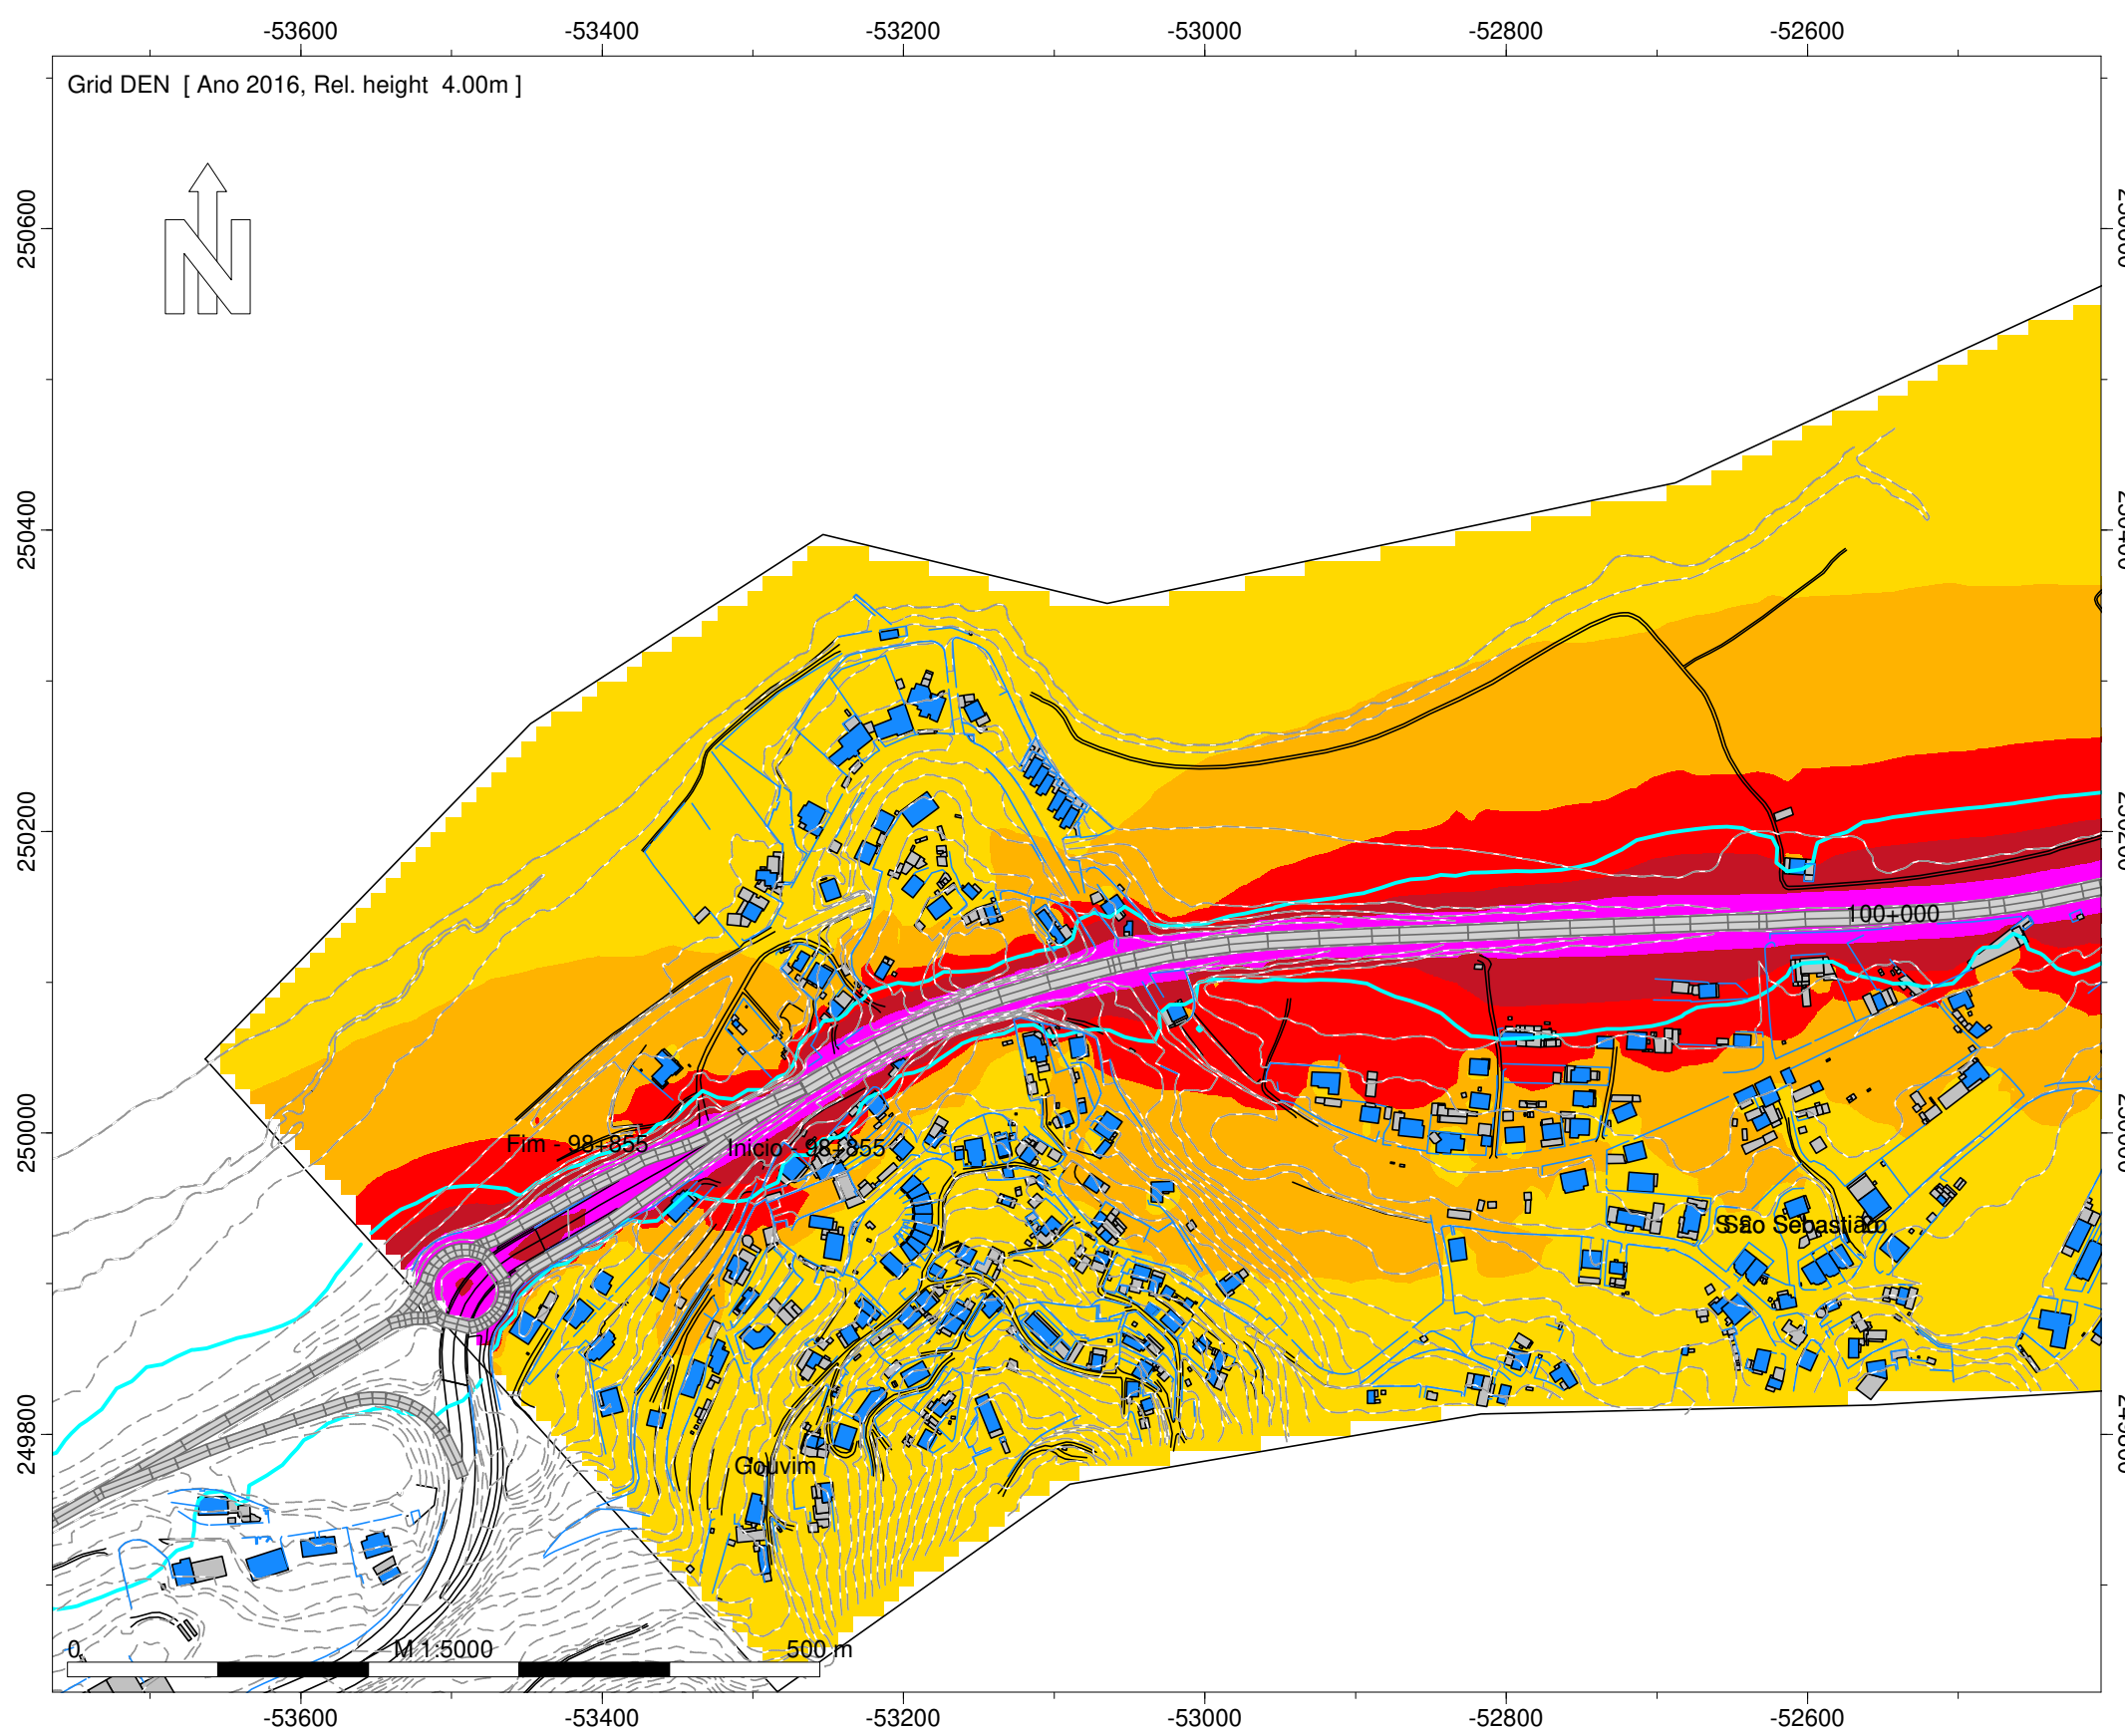 -53600 -53400 -53200 -53000 -52800 -52600
Grid DEN [ Ano 2016, Rel. height 4.00m ]
N
250600
250400
250200
250000
249800
100+000
Fim - 98+855
Inicio - 98+855
São Sebastião
Gouvim
0 M 1:5000 500 m
-53600 -53400 -53200 -53000 -52800 -52600